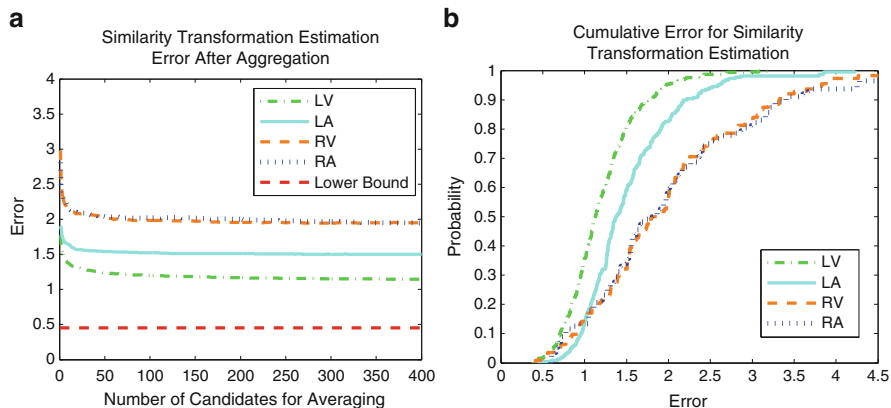 a
Similarity Transformation Estimation
Error After Aggregation
4
3.5
3
2.5
2
1.5
1
0.5
0
Error
LV
LA
RV
RA
Lower Bound
0 50 100 150 200 250 300 350 400
Number of Candidates for Averaging
b
Cumulative Error for Similarity
Transformation Estimation
1
0.9
0.8
0.7
0.6
0.5
0.4
0.3
0.2
0.1
0
Probability
LV
LA
RV
RA
0 0.5 1 1.5 2 2.5 3 3.5 4 4.5
Error